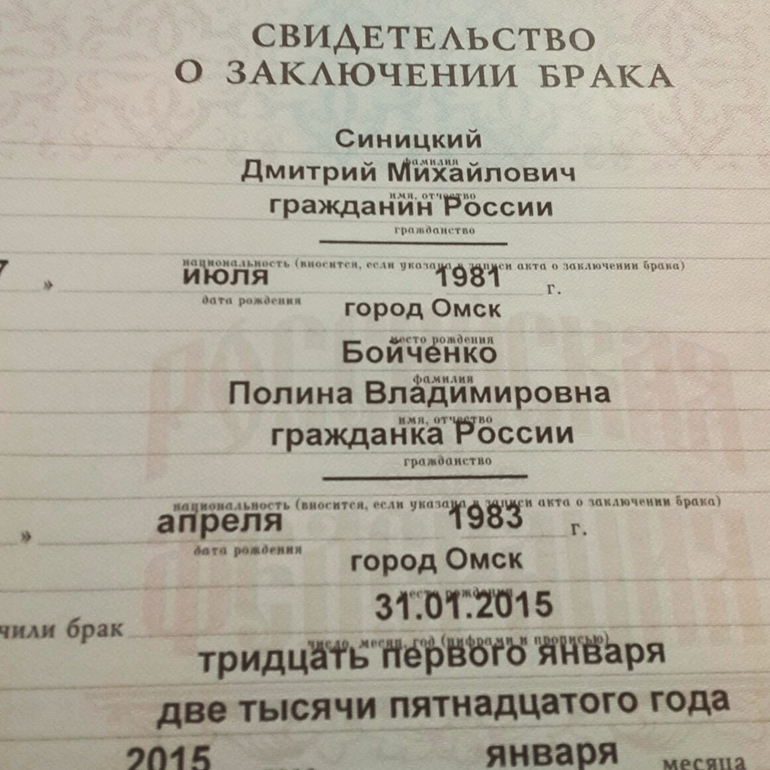 СВИДЕТЕЛЬСТВО
О ЗАКЛЮЧЕНИИ БРАКА
Синицкий
фамилия
Дмитрий Михайлович
имя, отчество
гражданин России
гражданство
национальность (вносится, если указана в записи акта о заключении брака)
7 » июля 1981 г.
дата рождения
город Омск
место рождения
Бойченко
фамилия
Полина Владимировна
имя, отчество
гражданка России
гражданство
национальность (вносится, если указана в записи акта о заключении брака)
» апреля 1983 г.
дата рождения
город Омск
место рождения
чили брак 31.01.2015
число, месяц, год (цифрами и прописью)
тридцать первого января
две тысячи пятнадцатого года
2015 января месяца